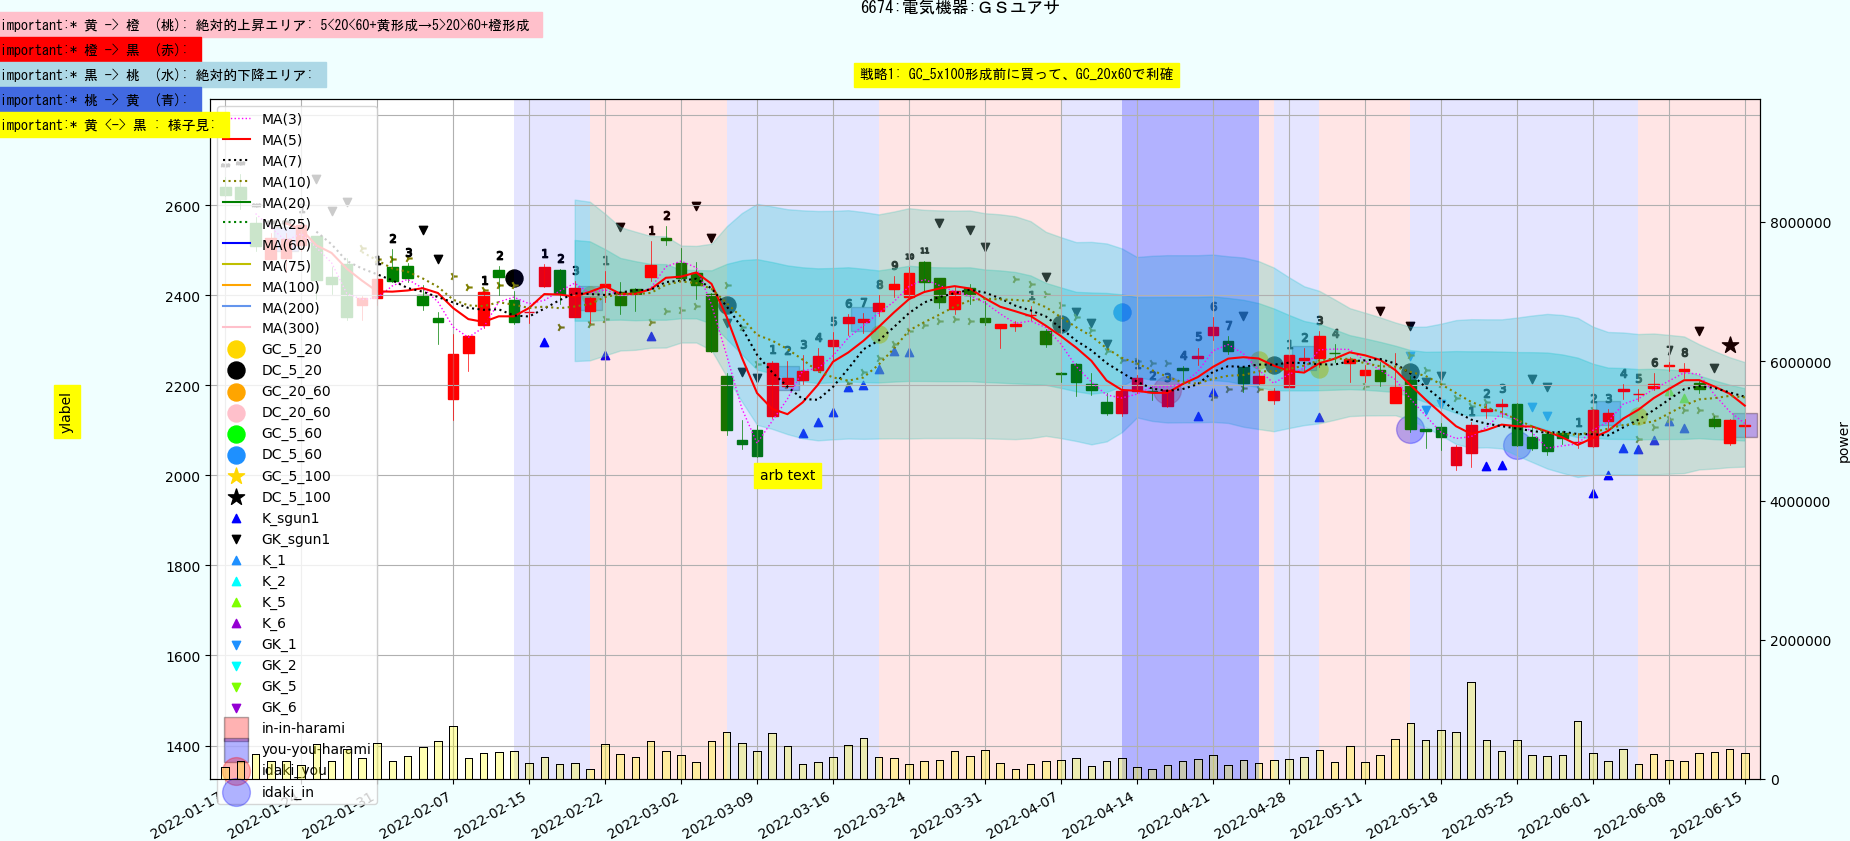 6674:電気機器:ＧＳユアサ
important:* 黄 -> 橙 (桃): 絶対的上昇エリア: 5<20<60+黄形成→5>20>60+橙形成
important:* 橙 -> 黒 (赤):
important:* 黒 -> 桃 (水): 絶対的下降エリア:
戦略1: GC_5x100形成前に買って、GC_20x60で利確
important:* 桃 -> 黄 (青):
important:* 黄 <-> 黒 : 様子見:
MA(3)
MA(5)
MA(7)
MA(10)
MA(20)
MA(25)
MA(60)
MA(75)
MA(100)
MA(200)
MA(300)
GC_5_20
DC_5_20
GC_20_60
DC_20_60
GC_5_60
DC_5_60
GC_5_100
DC_5_100
K_sgun1
GK_sgun1
K_1
K_2
K_5
K_6
GK_1
GK_2
GK_5
GK_6
in-in-harami
you-you-harami
idaki_you
idaki_in
2600
2400
2200
2000
1800
1600
1400
ylabel
arb text
8000000
6000000
4000000
2000000
0
power
2022-01-17
2022-01-24
2022-01-31
2022-02-07
2022-02-15
2022-02-22
2022-03-02
2022-03-09
2022-03-16
2022-03-24
2022-03-31
2022-04-07
2022-04-14
2022-04-21
2022-04-28
2022-05-11
2022-05-18
2022-05-25
2022-06-01
2022-06-08
2022-06-15